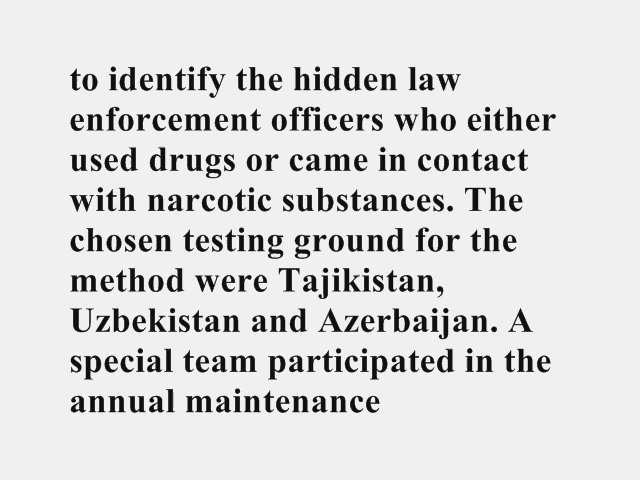 to identify the hidden law
enforcement officers who either
used drugs or came in contact
with narcotic substances. The
chosen testing ground for the
method were Tajikistan,
Uzbekistan and Azerbaijan. A
special team participated in the
annual maintenance